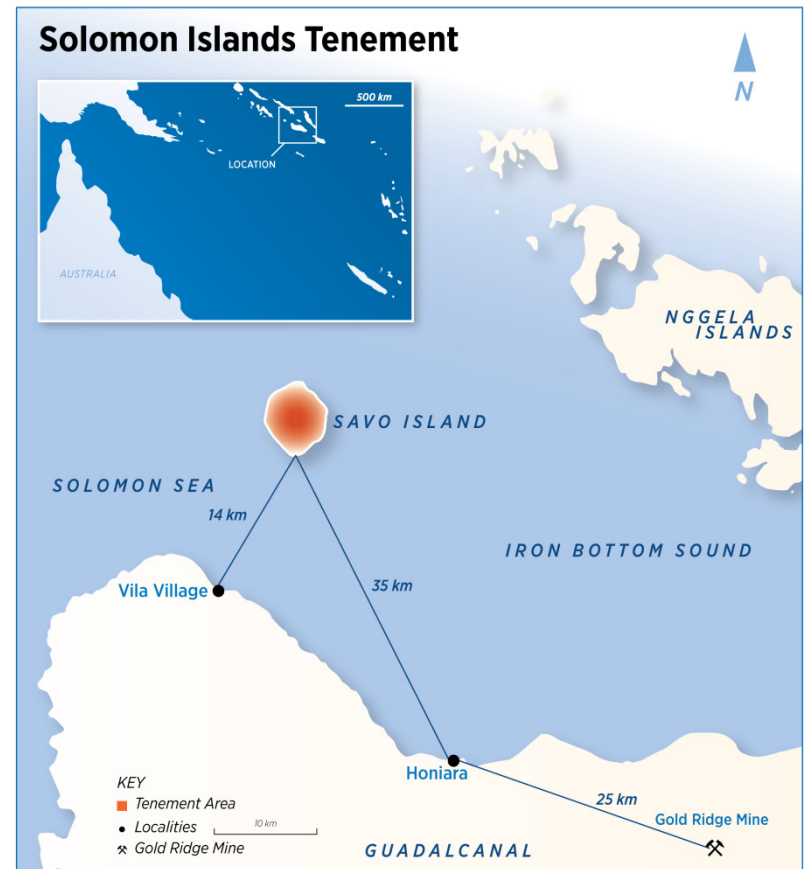 Solomon Islands Tenement
N
500 km
LOCATION
AUSTRALIA
NGGELA
ISLANDS
SAVO ISLAND
SOLOMON SEA
14 km
IRON BOTTOM SOUND
35 km
Vila Village
Honiara
25 km
Gold Ridge Mine
KEY
Tenement Area
Localities
10 km
Gold Ridge Mine
GUADALCANAL